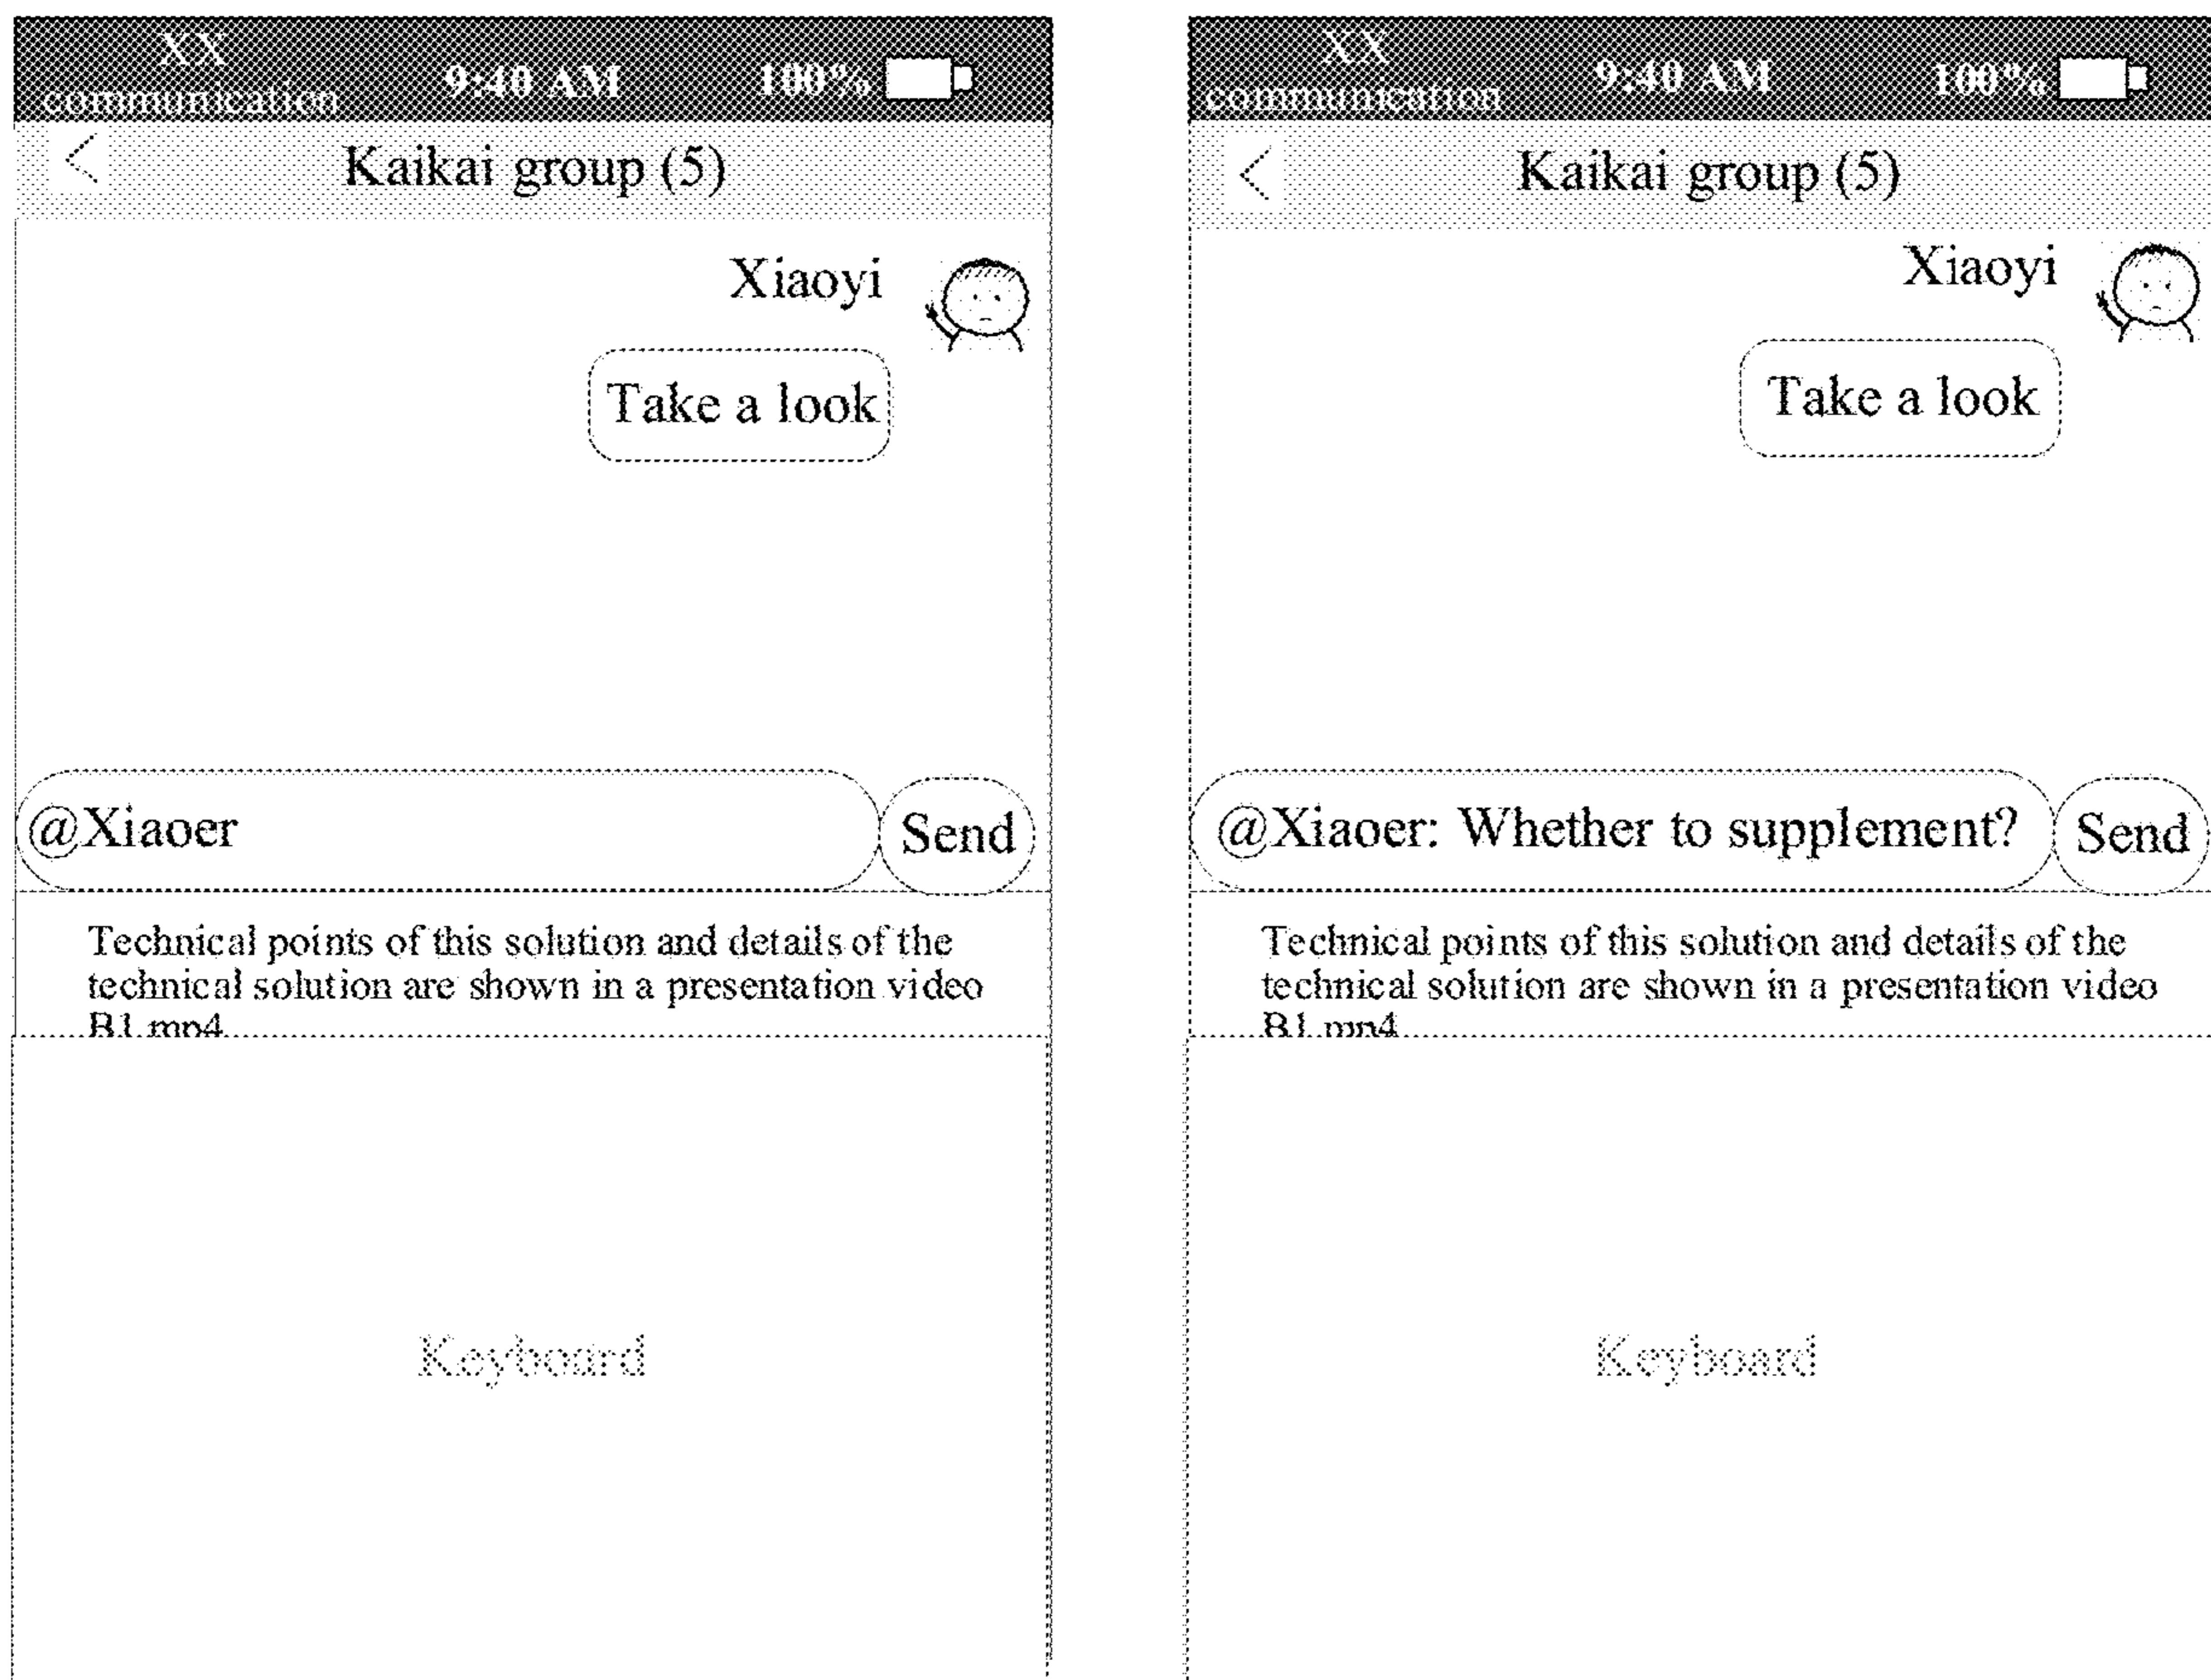 XX
communication
9:40 AM
100%
Kaikai group (5)
Xiaoyi
Take a look
@Xiaoer
Send
Technical points of this solution and details of the
technical solution are shown in a presentation video
B1.mp4
Keyboard
XX
communication
9:40 AM
100%
Kaikai group (5)
Xiaoyi
Take a look
@Xiaoer: Whether to supplement?
Send
Technical points of this solution and details of the
technical solution are shown in a presentation video
B1.mp4
Keyboard